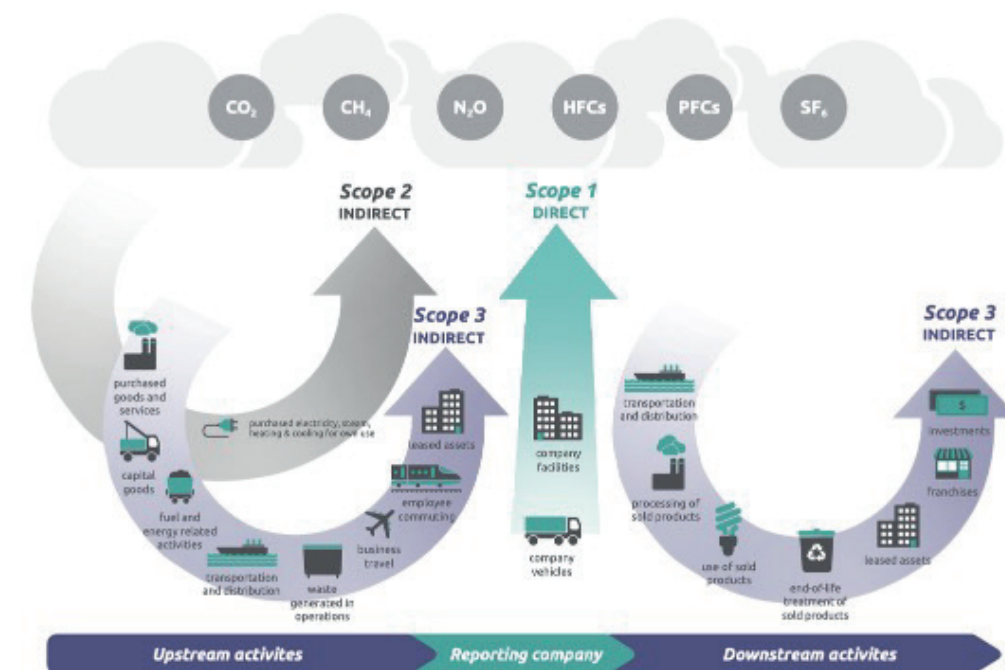 CO₂
CH₄
N₂O
HFCs
PFCs
SF₆
Scope 2
INDIRECT
Scope 1
DIRECT
Scope 3
INDIRECT
Scope 3
INDIRECT
purchased
goods and
services
capital
goods
fuel and
energy related
activities
transportation
and distribution
waste
generated in
operations
business
travel
employee
commuting
leased assets
purchased electricity, steam,
heating & cooling for own use
company
facilities
company
vehicles
transportation
and distribution
processing of
sold products
use of sold
products
end-of-life
treatment of
sold products
leased assets
franchises
investments
$
Upstream activites
Reporting company
Downstream activites